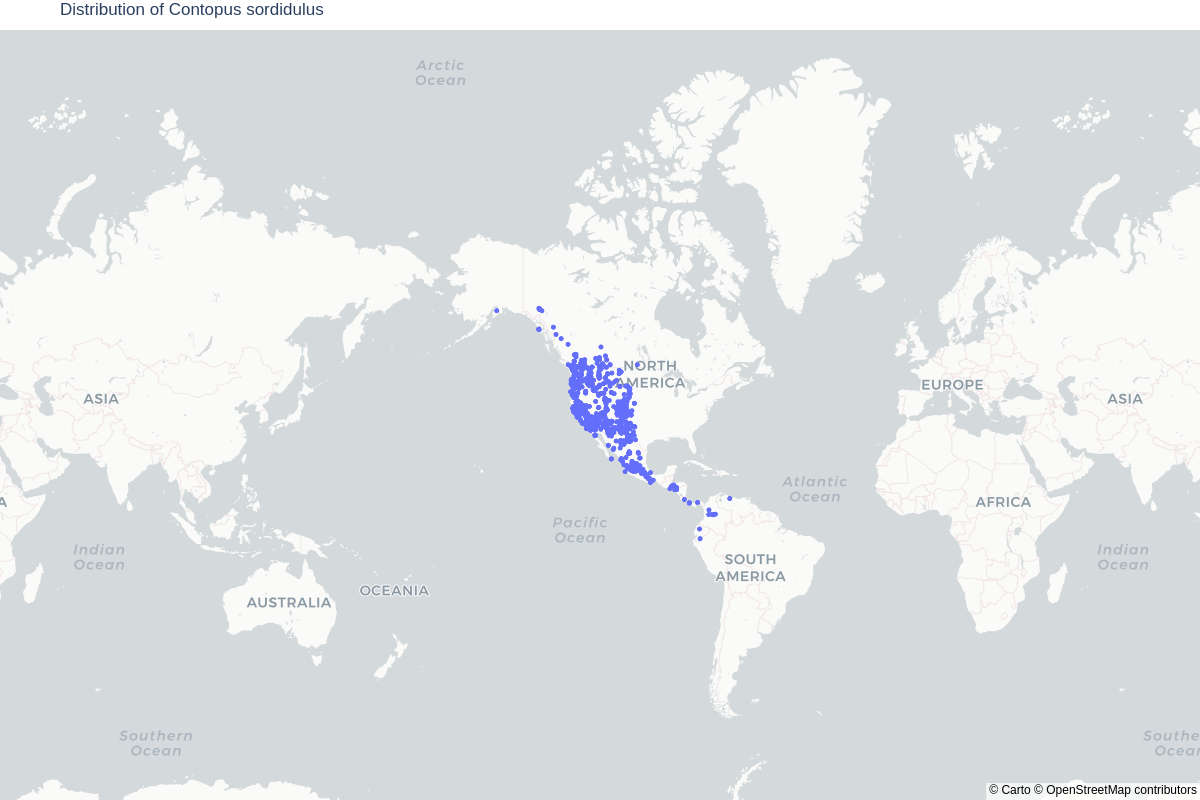 Distribution of Contopus sordidulus
Arctic
Ocean
NORTH
AMERICA
ASIA
EUROPE
ASIA
Atlantic
Ocean
AFRICA
A
Pacific
Ocean
Indian
Ocean
Indian
Ocean
SOUTH
AMERICA
OCEANIA
AUSTRALIA
Southern
Ocean
Southe
Ocean
© Carto © OpenStreetMap contributors